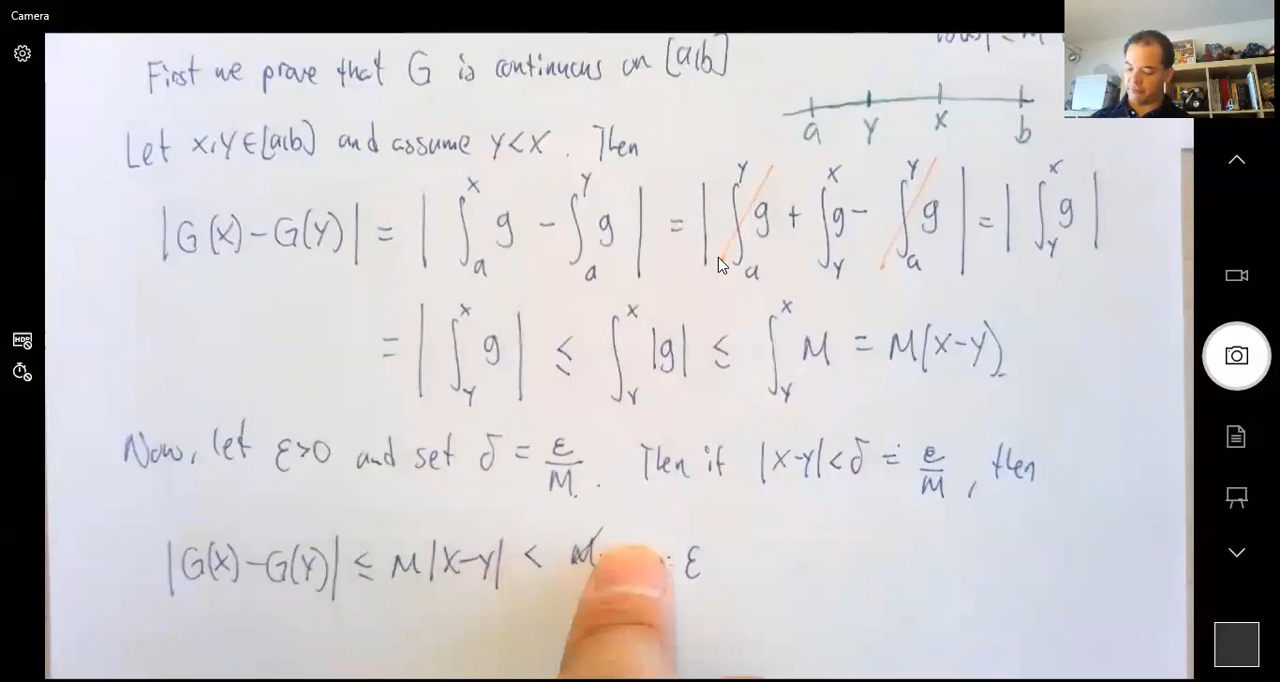 Camera
First we prove that G is continuous on [a,b]
a y x b
Let x,y ∈ [a,b] and assume y < x. Then
|G(x)-G(y)| = | ∫_a^x g - ∫_a^y g | = | ∫_a^y g + ∫_y^x g - ∫_a^y g | = | ∫_y^x g |
= | ∫_y^x g | ≤ ∫_y^x |g| ≤ ∫_y^x M = M(x-y).
Now, let ε>0 and set δ = ε/M. Then if |x-y| < δ = ε/M, then
|G(x)-G(y)| ≤ M|x-y| < M · = ε